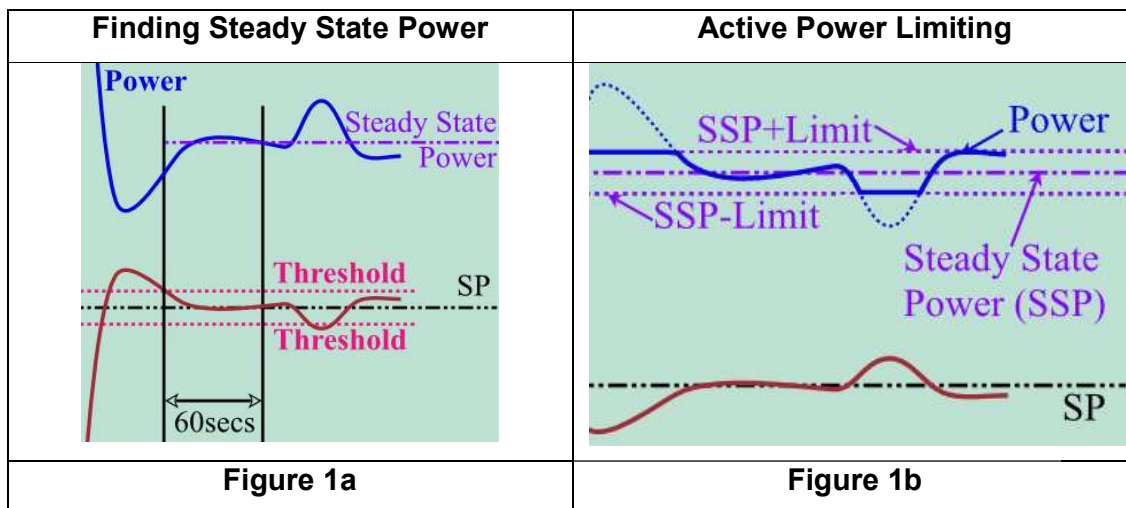 Finding Steady State Power
Power
Steady State
Power
Threshold
SP
Threshold
60secs
Figure 1a
Active Power Limiting
SSP+Limit
Power
SSP-Limit
Steady State
Power (SSP)
SP
Figure 1b